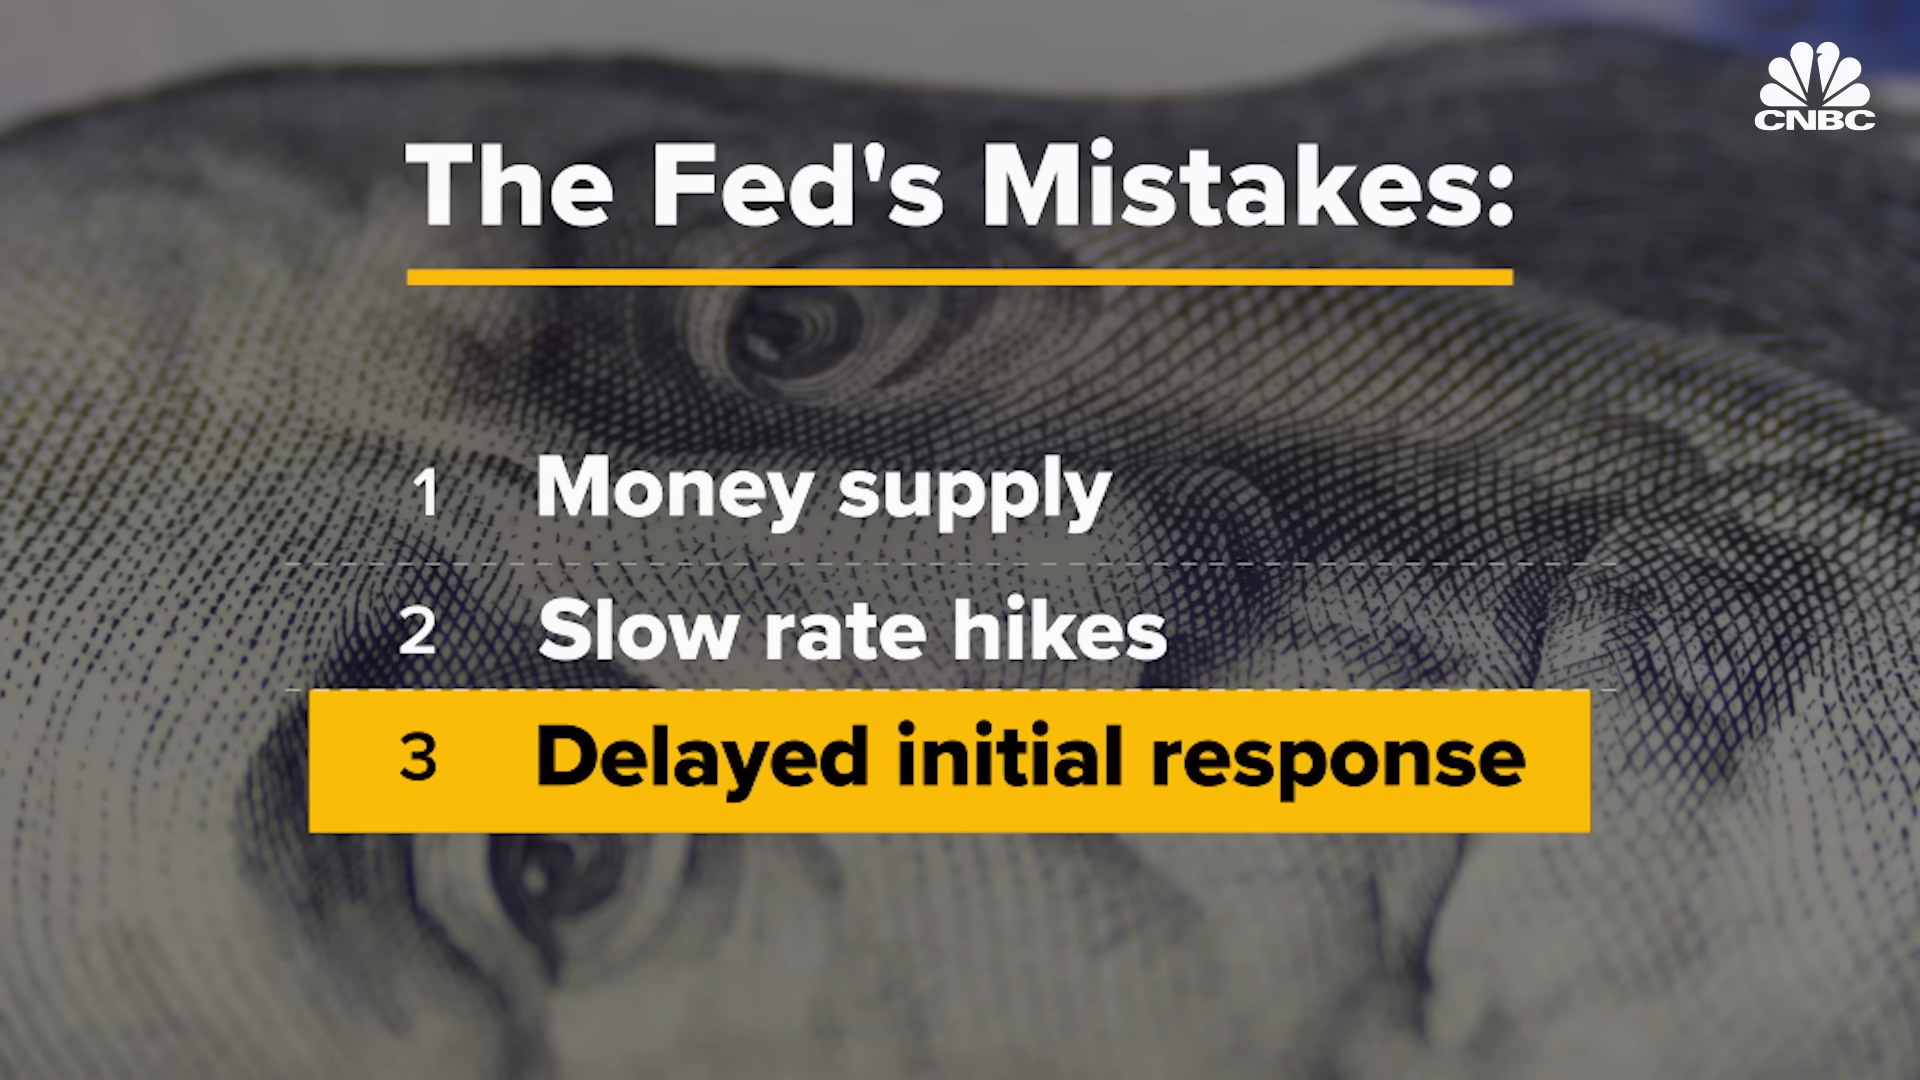 CNBC
The Fed's Mistakes:
1 Money supply
2 Slow rate hikes
3 Delayed initial response